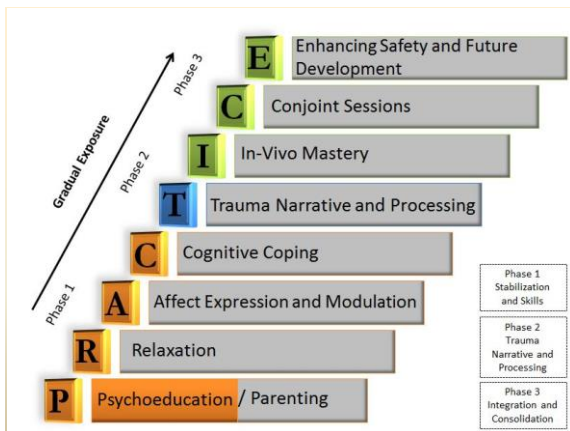 E
Enhancing Safety and Future
Development
C
Conjoint Sessions
I
In-Vivo Mastery
T
Trauma Narrative and Processing
C
Cognitive Coping
A
Affect Expression and Modulation
R
Relaxation
P
Psychoeducation / Parenting
Gradual Exposure
Phase 3
Phase 2
Phase 1
Phase 1
Stabilization
and Skills
Phase 2
Trauma
Narrative and
Processing
Phase 3
Integration and
Consolidation